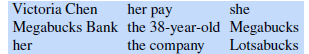 Victoria Chen her pay she
Megabucks Bank the 38-year-old Megabucks
her the company Lotsabucks